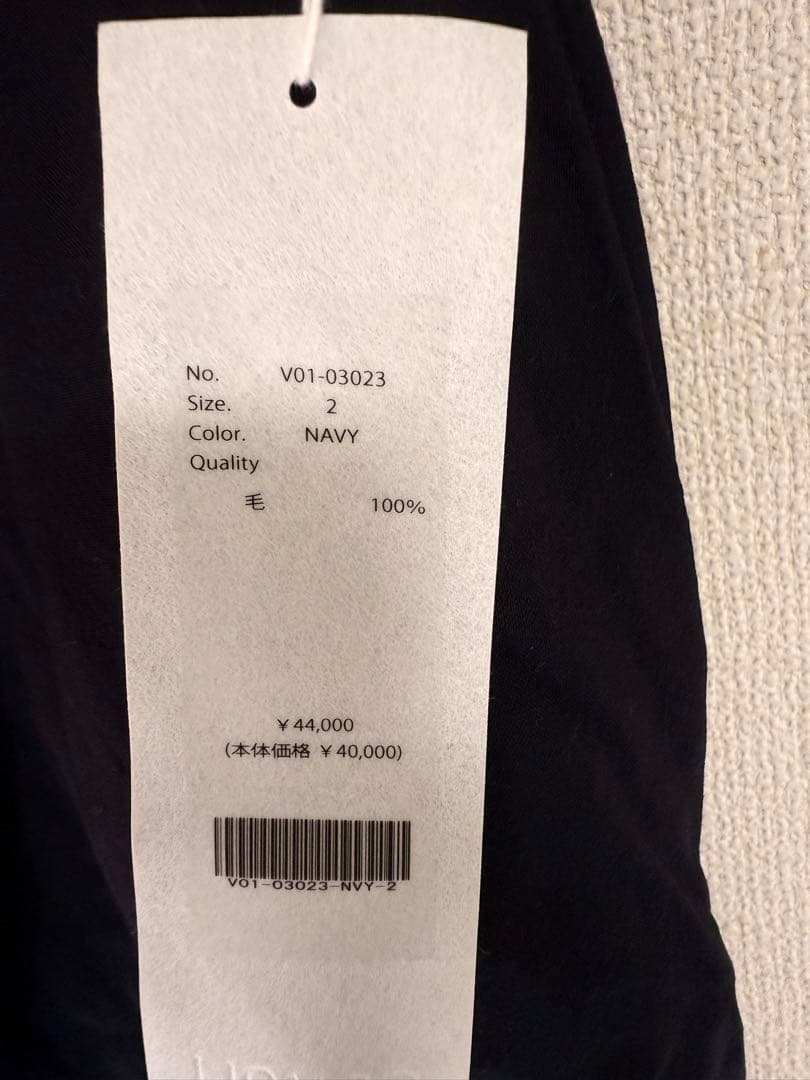 No. V01-03023
Size. 2
Color. NAVY
Quality
毛 100%
¥44,000
(本体価格 ¥40,000)
V01-03023-NVY-2